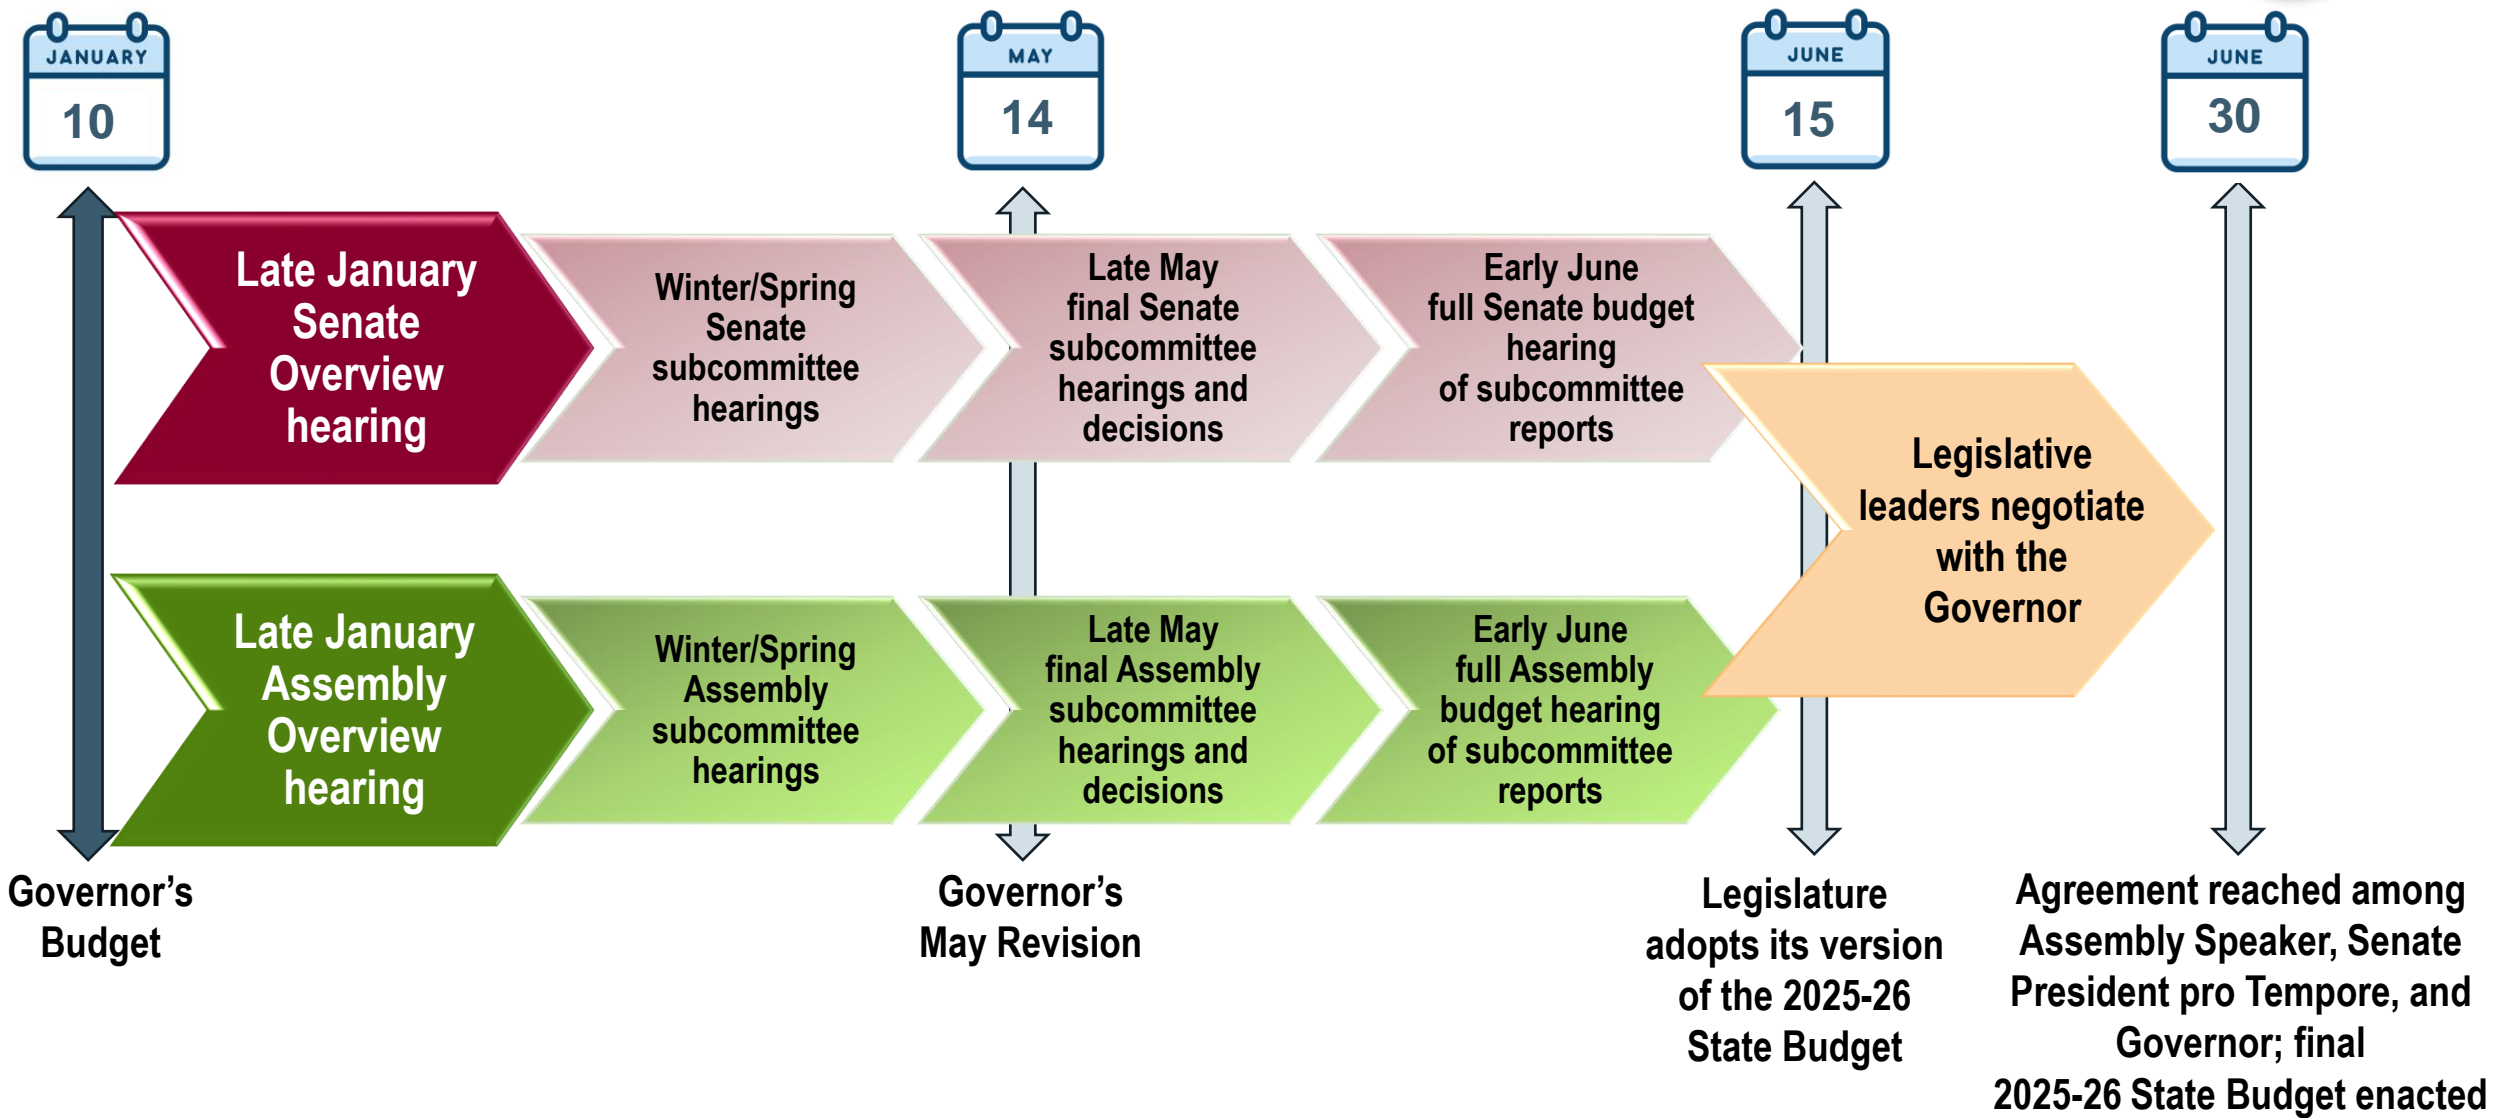 JANUARY
10
MAY
14
JUNE
15
JUNE
30
Late January
Senate
Overview
hearing
Winter/Spring
Senate
subcommittee
hearings
Late May
final Senate
subcommittee
hearings and
decisions
Early June
full Senate budget
hearing
of subcommittee
reports
Legislative
leaders negotiate
with the
Governor
Late January
Assembly
Overview
hearing
Winter/Spring
Assembly
subcommittee
hearings
Late May
final Assembly
subcommittee
hearings and
decisions
Early June
full Assembly
budget hearing
of subcommittee
reports
Governor’s
Budget
Governor’s
May Revision
Legislature
adopts its version
of the 2025-26
State Budget
Agreement reached among
Assembly Speaker, Senate
President pro Tempore, and
Governor; final
2025-26 State Budget enacted